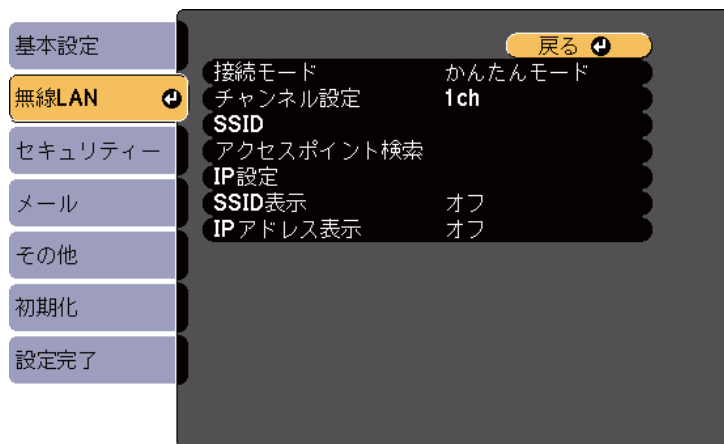 基本設定
無線LAN
セキュリティー
メール
その他
初期化
設定完了
戻る
接続モード かんたんモード
チャンネル設定 1ch
SSID
アクセスポイント検索
IP設定
SSID表示 オフ
IPアドレス表示 オフ